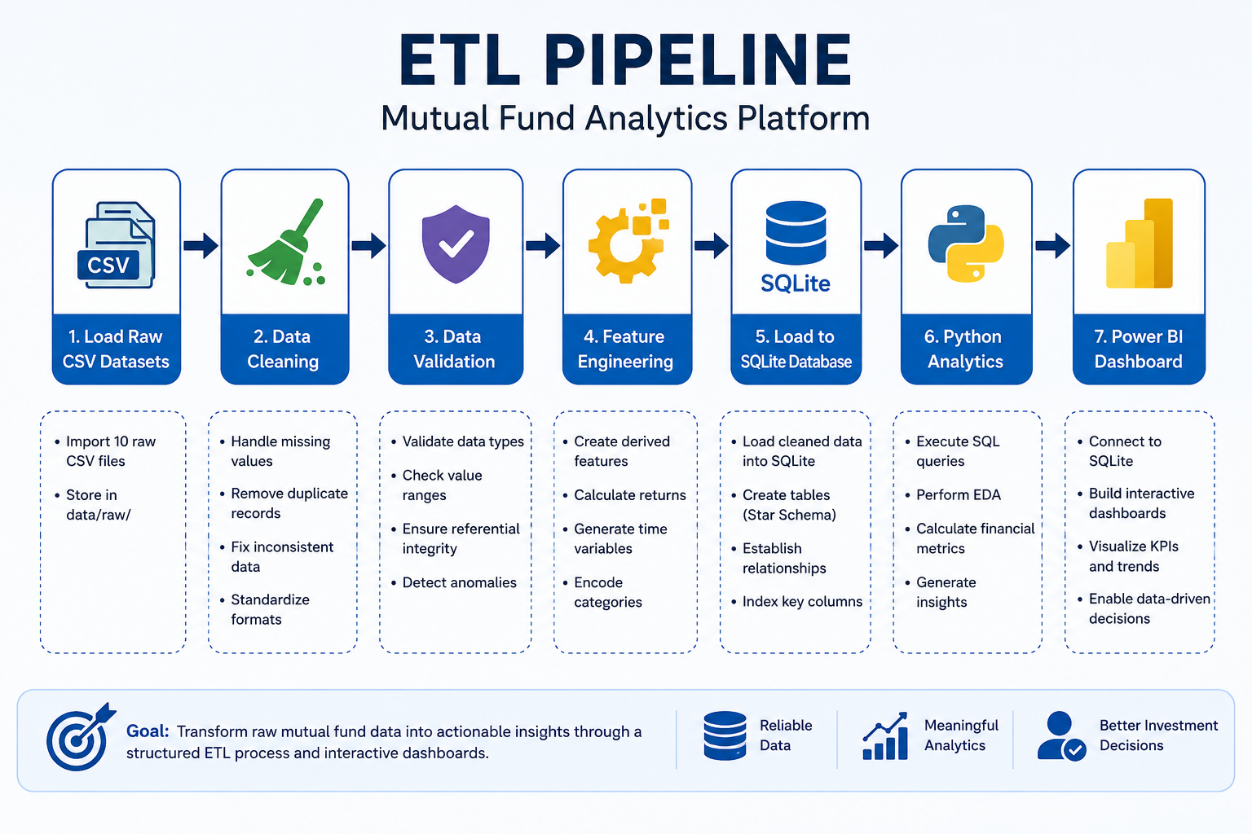 ETL PIPELINE
Mutual Fund Analytics Platform
CSV
SQLite
1. Load Raw
CSV Datasets
2. Data
Cleaning
3. Data
Validation
4. Feature
Engineering
5. Load to
SQLite Database
6. Python
Analytics
7. Power BI
Dashboard
• Import 10 raw
CSV files
• Store in
data/raw/
• Handle missing
values
• Remove duplicate
records
• Fix inconsistent
data
• Standardize
formats
• Validate data types
• Check value
ranges
• Ensure referential
integrity
• Detect anomalies
• Create derived
features
• Calculate returns
• Generate time
variables
• Encode
categories
• Load cleaned data
into SQLite
• Create tables
(Star Schema)
• Establish
relationships
• Index key columns
• Execute SQL
queries
• Perform EDA
• Calculate financial
metrics
• Generate
insights
• Connect to
SQLite
• Build interactive
dashboards
• Visualize KPIs
and trends
• Enable data-driven
decisions
Goal: Transform raw mutual fund data into actionable insights through a
structured ETL process and interactive dashboards.
Reliable
Data
Meaningful
Analytics
Better Investment
Decisions